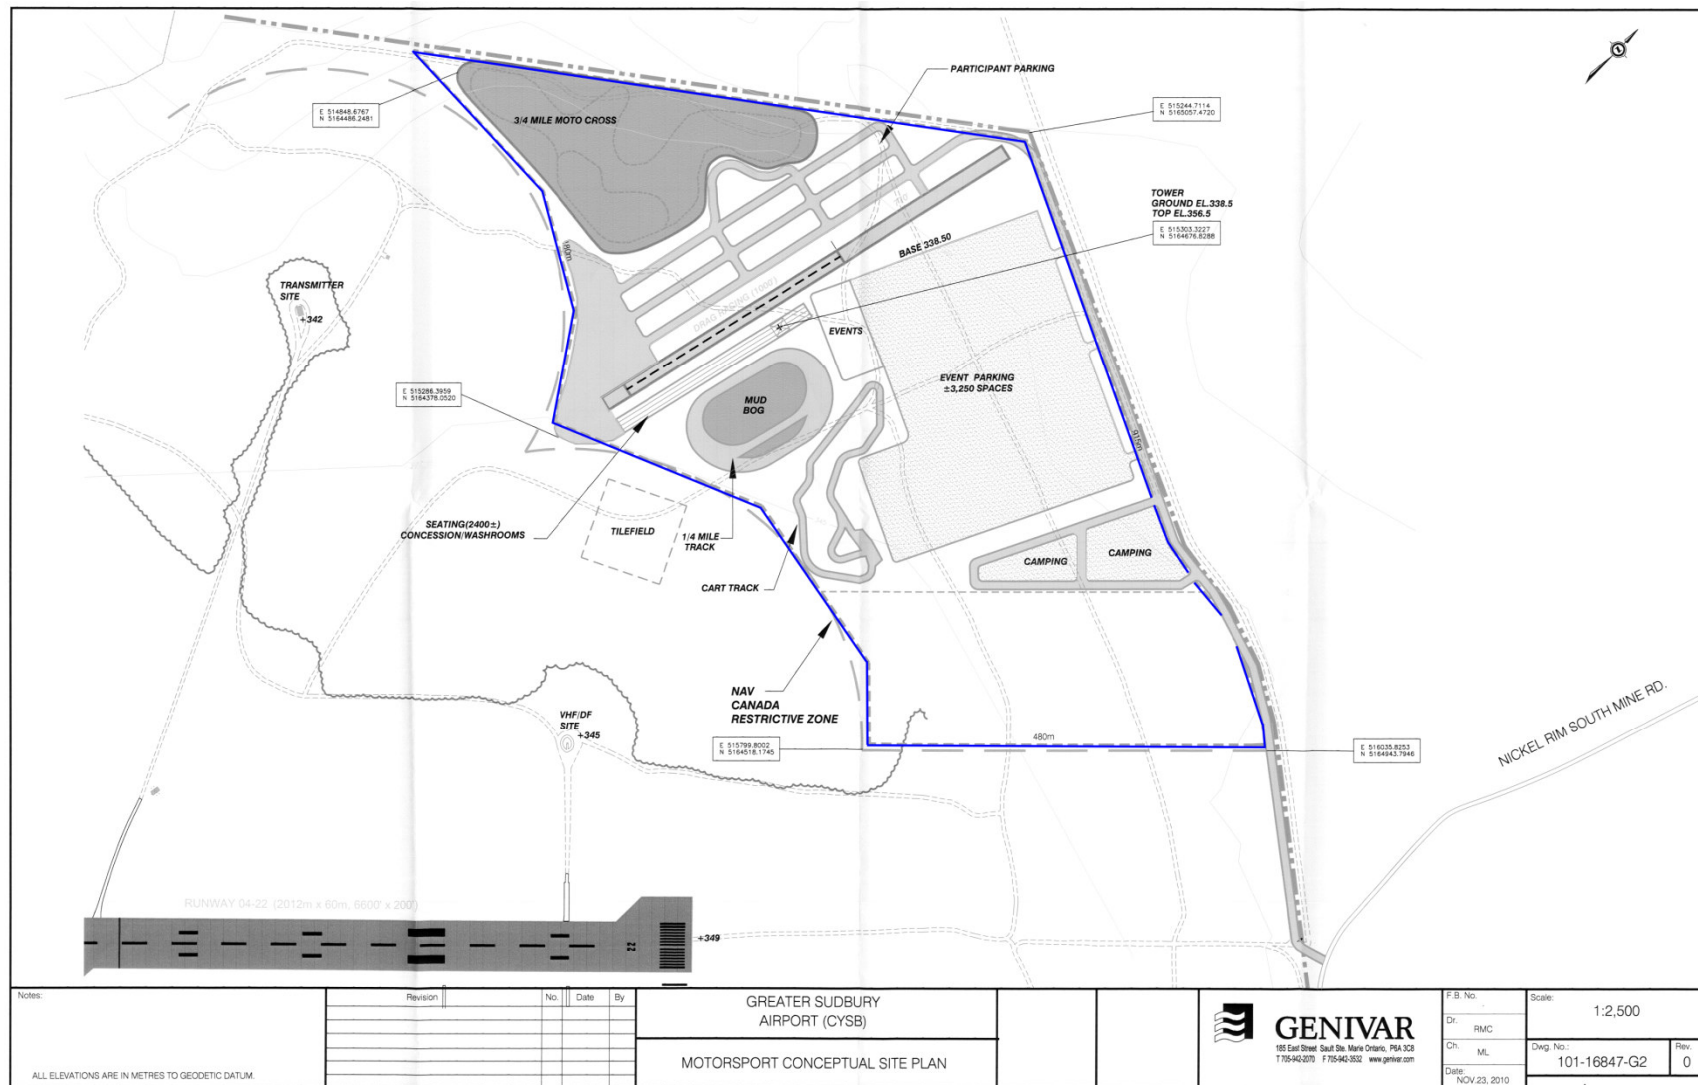 PARTICIPANT PARKING
E 514848.6767
N 5164486.2481
3/4 MILE MOTO CROSS
E 515244.7114
N 5165057.4720
TOWER
GROUND EL.338.5
TOP EL.356.5
E 515303.3227
N 5164676.8288
180m
BASE 338.50
TRANSMITTER
SITE
+342
DRAG RACING (1000')
EVENTS
EVENT PARKING
±3,250 SPACES
E 515286.3959
N 5164378.0520
MUD
BOG
915m
SEATING(2400±)
CONCESSION/WASHROOMS
TILEFIELD
1/4 MILE
TRACK
CAMPING
CAMPING
CART TRACK
NAV
CANADA
RESTRICTIVE ZONE
VHF/DF
SITE
+345
E 515799.8002
N 5164518.1745
480m
E 516035.8253
N 5164943.7946
NICKEL RIM SOUTH MINE RD.
RUNWAY 04-22 (2012m x 60m, 6600' x 200')
22
+349
Notes:
ALL ELEVATIONS ARE IN METRES TO GEODETIC DATUM.
Revision No. Date By
GREATER SUDBURY
AIRPORT (CYSB)
MOTORSPORT CONCEPTUAL SITE PLAN
GENIVAR
185 East Street Sault Ste. Marie Ontario, P6A 3C8
T 705-942-2070 F 705-942-3532 www.genivar.com
F.B. No.
Dr. RMC
Ch. ML
Date: NOV.23, 2010
Scale:
1:2,500
Dwg. No.:
101-16847-G2
Rev.
0